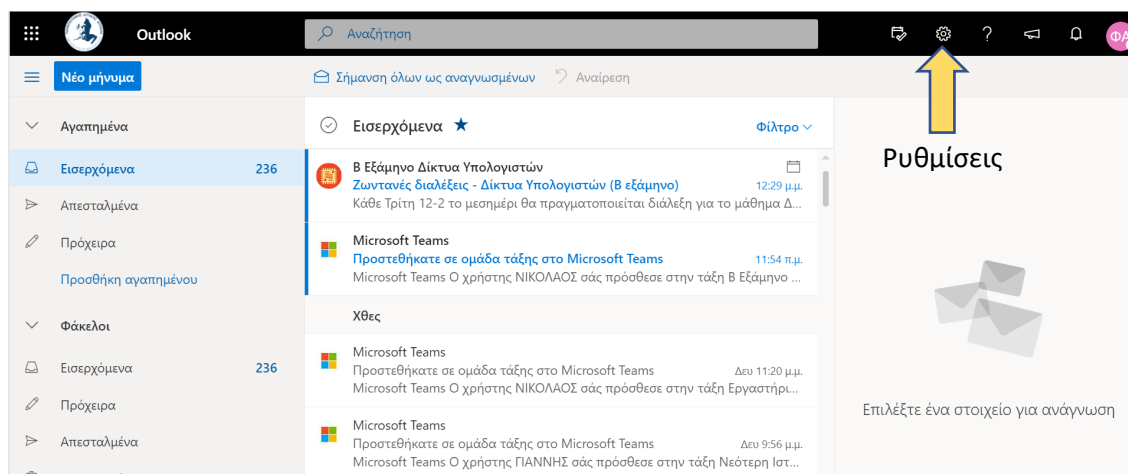 Outlook
Αναζήτηση
ΦΑ
Νέο μήνυμα
Σήμανση όλων ως αναγνωσμένων
Αναίρεση
Αγαπημένα
Εισερχόμενα 236
Απεσταλμένα
Πρόχειρα
Προσθήκη αγαπημένου
Φάκελοι
Εισερχόμενα 236
Πρόχειρα
Απεσταλμένα
Εισερχόμενα ★ Φίλτρο
Β Εξάμηνο Δίκτυα Υπολογιστών
Ζωντανές διαλέξεις - Δίκτυα Υπολογιστών (Β εξάμηνο) 12:29 μ.μ.
Κάθε Τρίτη 12-2 το μεσημέρι θα πραγματοποιείται διάλεξη για το μάθημα Δ...
Microsoft Teams
Προστεθήκατε σε ομάδα τάξης στο Microsoft Teams 11:54 π.μ.
Microsoft Teams Ο χρήστης ΝΙΚΟΛΑΟΣ σάς πρόσθεσε στην τάξη Β Εξάμηνο ...
Χθες
Microsoft Teams
Προστεθήκατε σε ομάδα τάξης στο Microsoft Teams Δευ 11:20 μ.μ.
Microsoft Teams Ο χρήστης ΝΙΚΟΛΑΟΣ σάς πρόσθεσε στην τάξη Εργαστήρι...
Microsoft Teams
Προστεθήκατε σε ομάδα τάξης στο Microsoft Teams Δευ 9:56 μ.μ.
Microsoft Teams Ο χρήστης ΓΙΑΝΝΗΣ σάς πρόσθεσε στην τάξη Νεότερη Ιστ...
Ρυθμίσεις
Επιλέξτε ένα στοιχείο για ανάγνωση